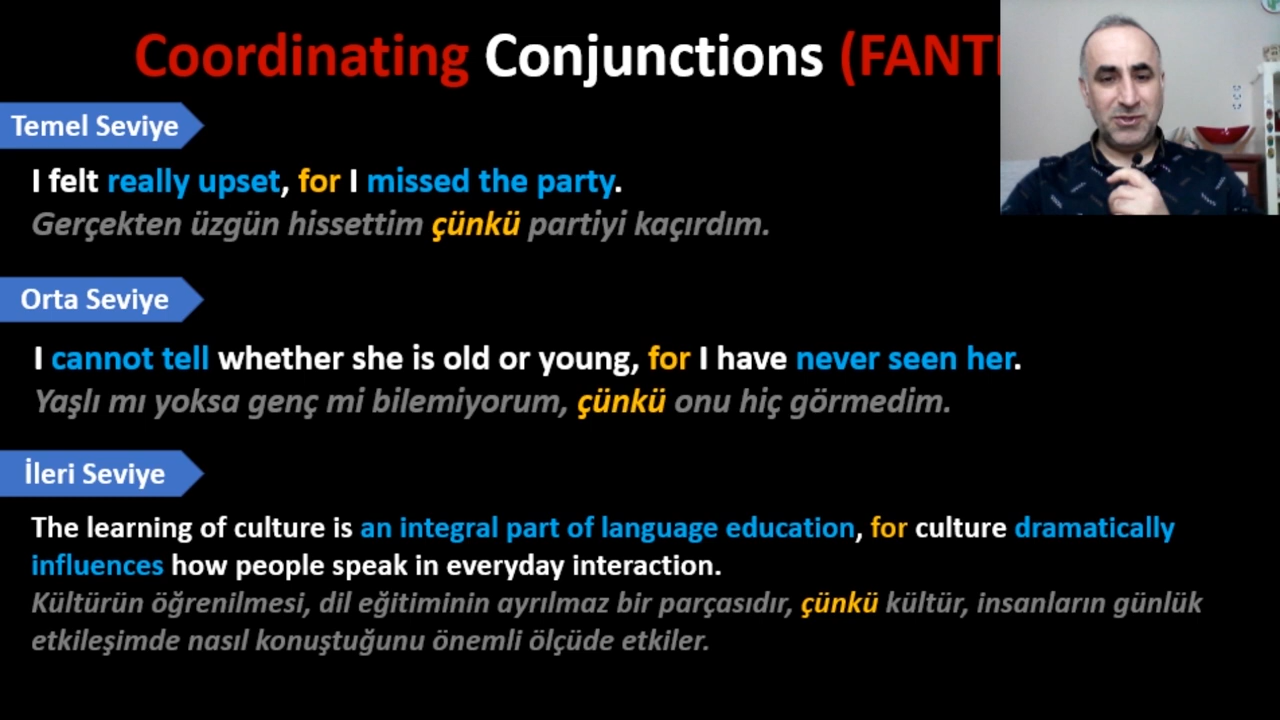 Coordinating Conjunctions
Temel Seviye
I felt really upset, for I missed the party.
Gerçekten üzgün hissettim çünkü partiyi kaçırdım.
Orta Seviye
I cannot tell whether she is old or young, for I have never seen her.
Yaşlı mı yoksa genç mi bilemiyorum, çünkü onu hiç görmedim.
İleri Seviye
The learning of culture is an integral part of language education, for culture dramatically
influences how people speak in everyday interaction.
Kültürün öğrenilmesi, dil eğitiminin ayrılmaz bir parçasıdır, çünkü kültür, insanların günlük
etkileşimde nasıl konuştuğunu önemli ölçüde etkiler.